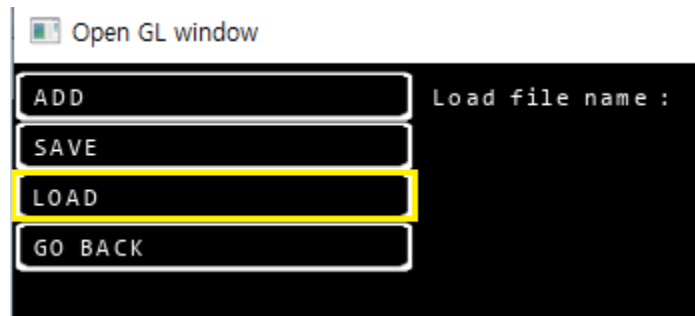 Open GL window
ADD
Load file name :
SAVE
LOAD
GO BACK